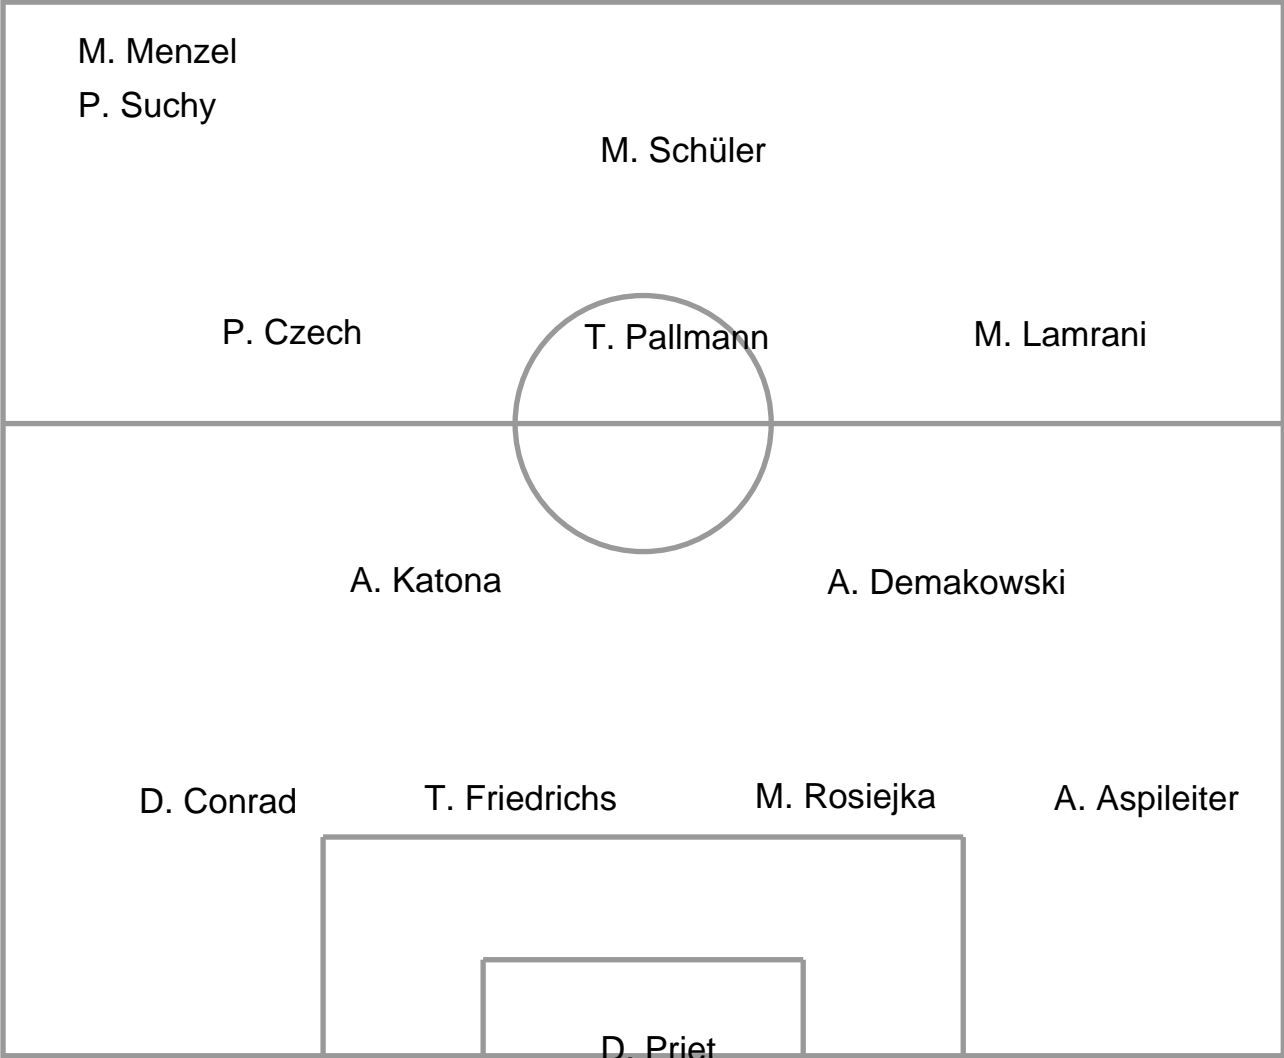 M. Menzel
P. Suchy
M. Schüler
P. Czech
T. Pallmann
M. Lamrani
A. Katona
A. Demakowski
D. Conrad
T. Friedrichs
M. Rosiejka
A. Aspileiter
D. Priet